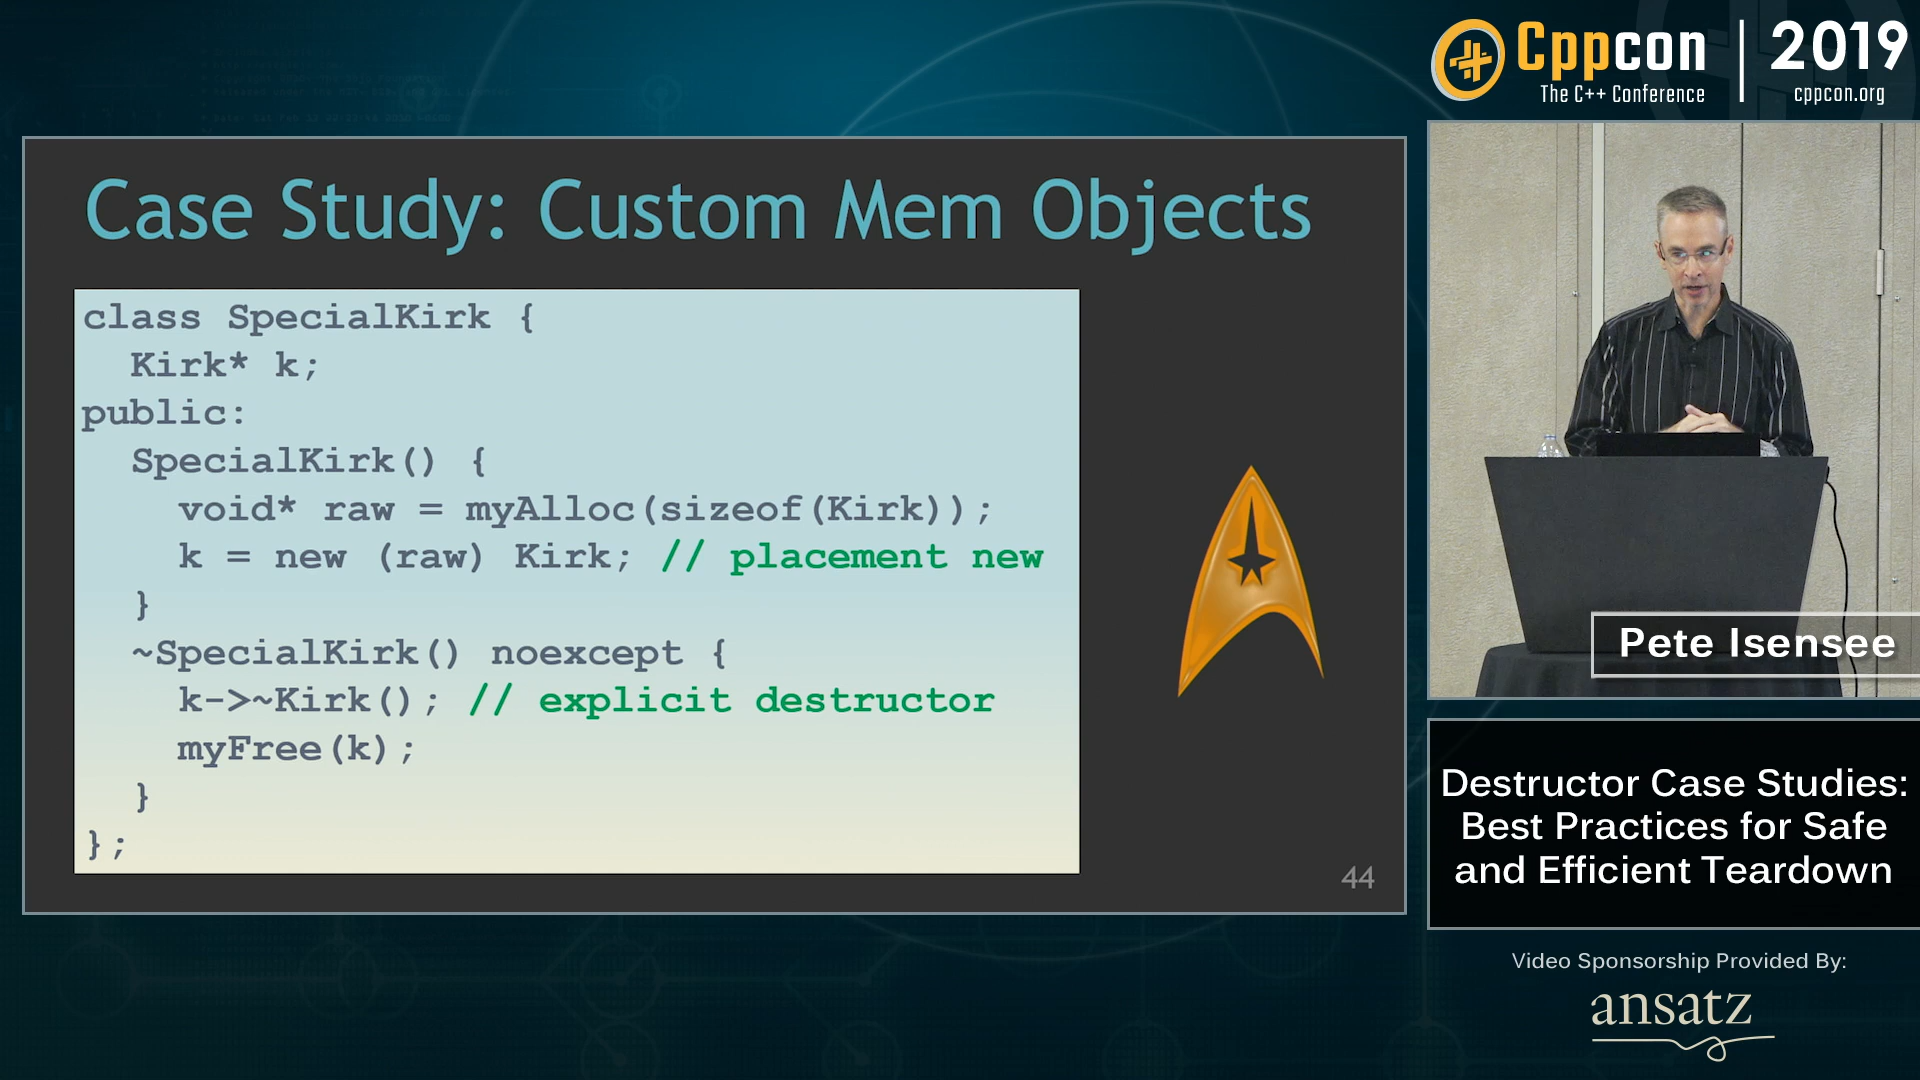 Cppcon
The C++ Conference
2019
cppcon.org
Case Study: Custom Mem Objects
class SpecialKirk {
  Kirk* k;
public:
  SpecialKirk() {
    void* raw = myAlloc(sizeof(Kirk));
    k = new (raw) Kirk; // placement new
  }
  ~SpecialKirk() noexcept {
    k->~Kirk(); // explicit destructor
    myFree(k);
  }
};
44
Pete Isensee
Destructor Case Studies:
Best Practices for Safe
and Efficient Teardown
Video Sponsorship Provided By:
ansatz